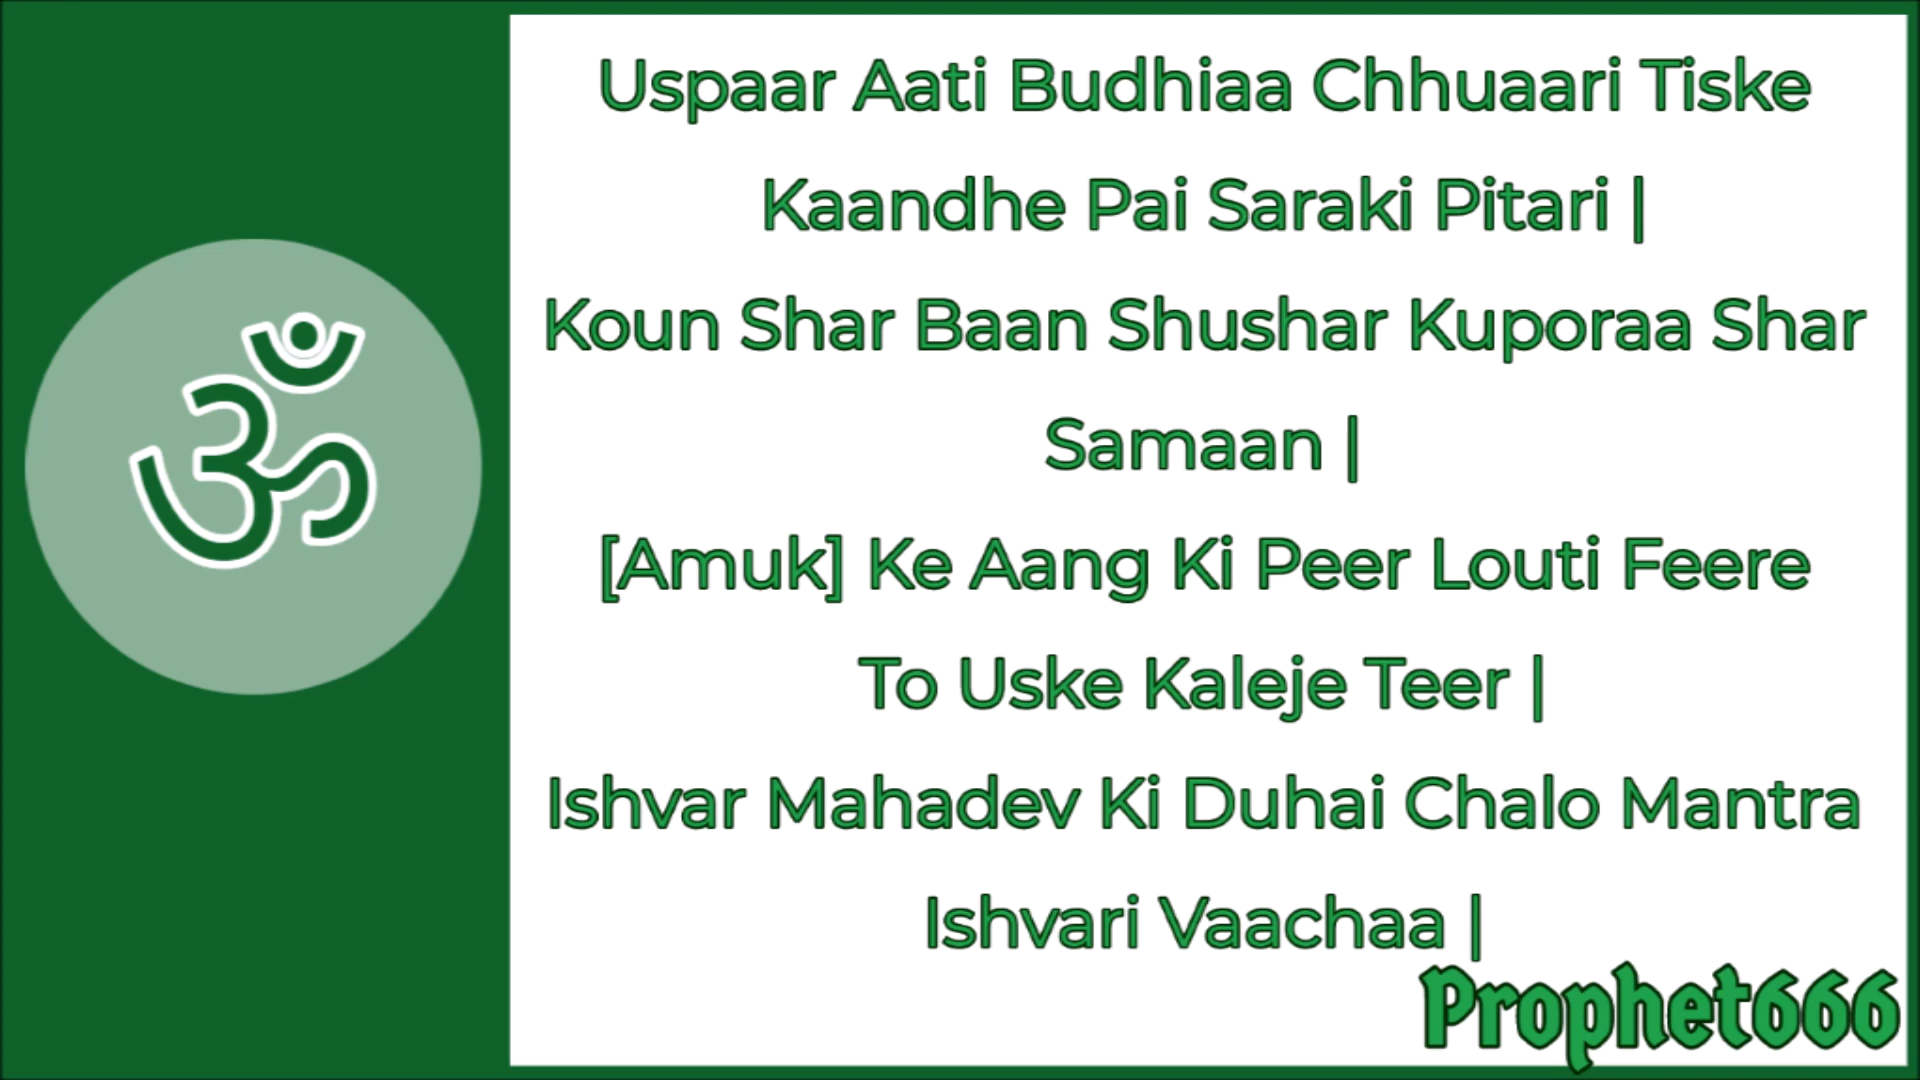 ॐ
Uspaar Aati Budhiaa Chhuaari Tiske
Kaandhe Pai Saraki Pitari |
Koun Shar Baan Shushar Kuporaa Shar
Samaan |
[Amuk] Ke Aang Ki Peer Louti Feere
To Uske Kaleje Teer |
Ishvar Mahadev Ki Duhai Chalo Mantra
Ishvari Vaachaa |
Prophet666